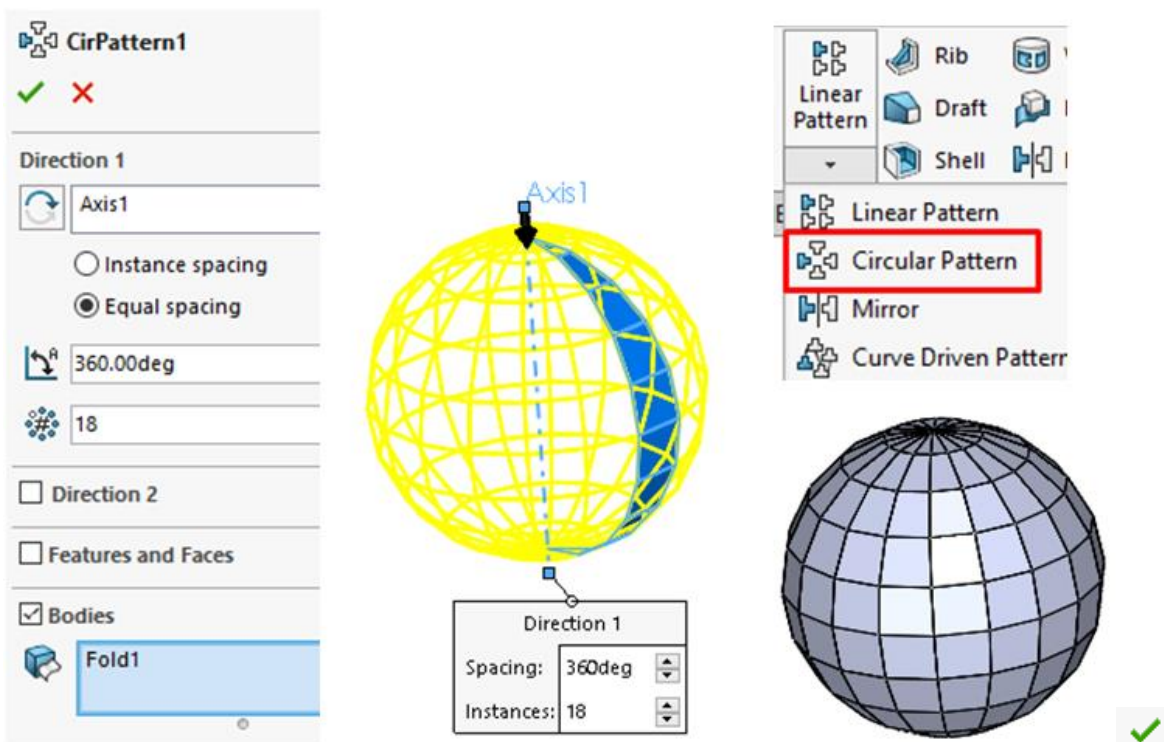 CirPattern1
Direction 1
Axis1
Instance spacing
Equal spacing
360.00deg
18
Direction 2
Features and Faces
Bodies
Fold1
Axis1
Direction 1
Spacing: 360deg
Instances: 18
Linear Pattern
Rib
Draft
Shell
Linear Pattern
Circular Pattern
Mirror
Curve Driven Pattern